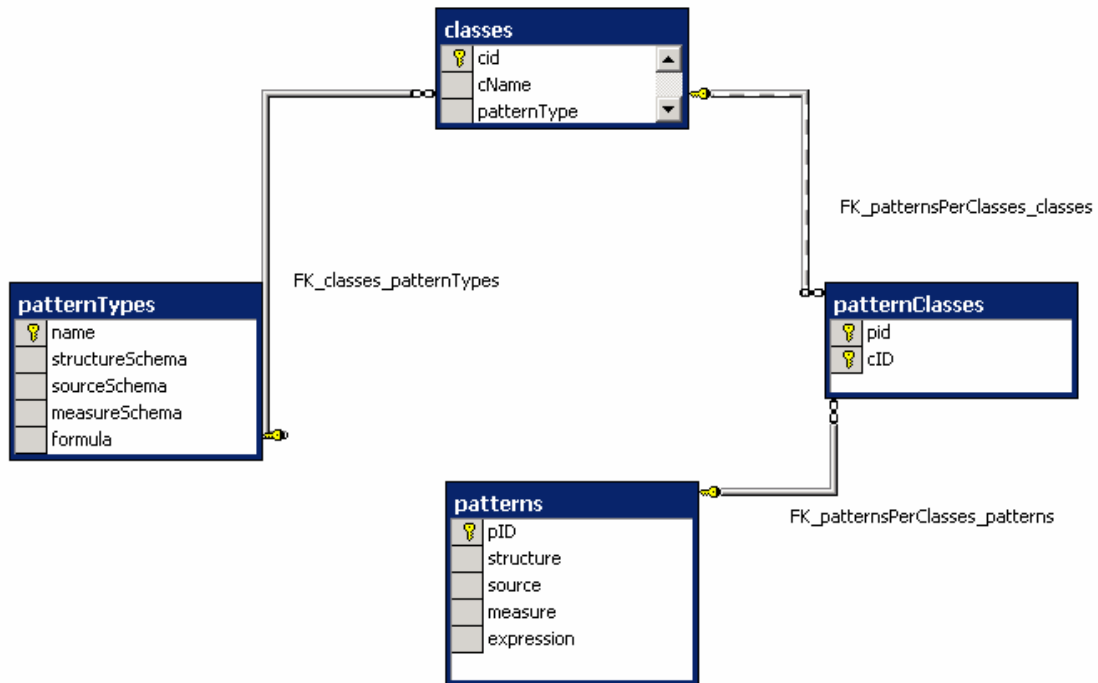 classes
cid
cName
patternType
FK_patternsPerClasses_classes
FK_classes_patternTypes
patternTypes
name
structureSchema
sourceSchema
measureSchema
formula
patternClasses
pid
cID
FK_patternsPerClasses_patterns
patterns
pID
structure
source
measure
expression